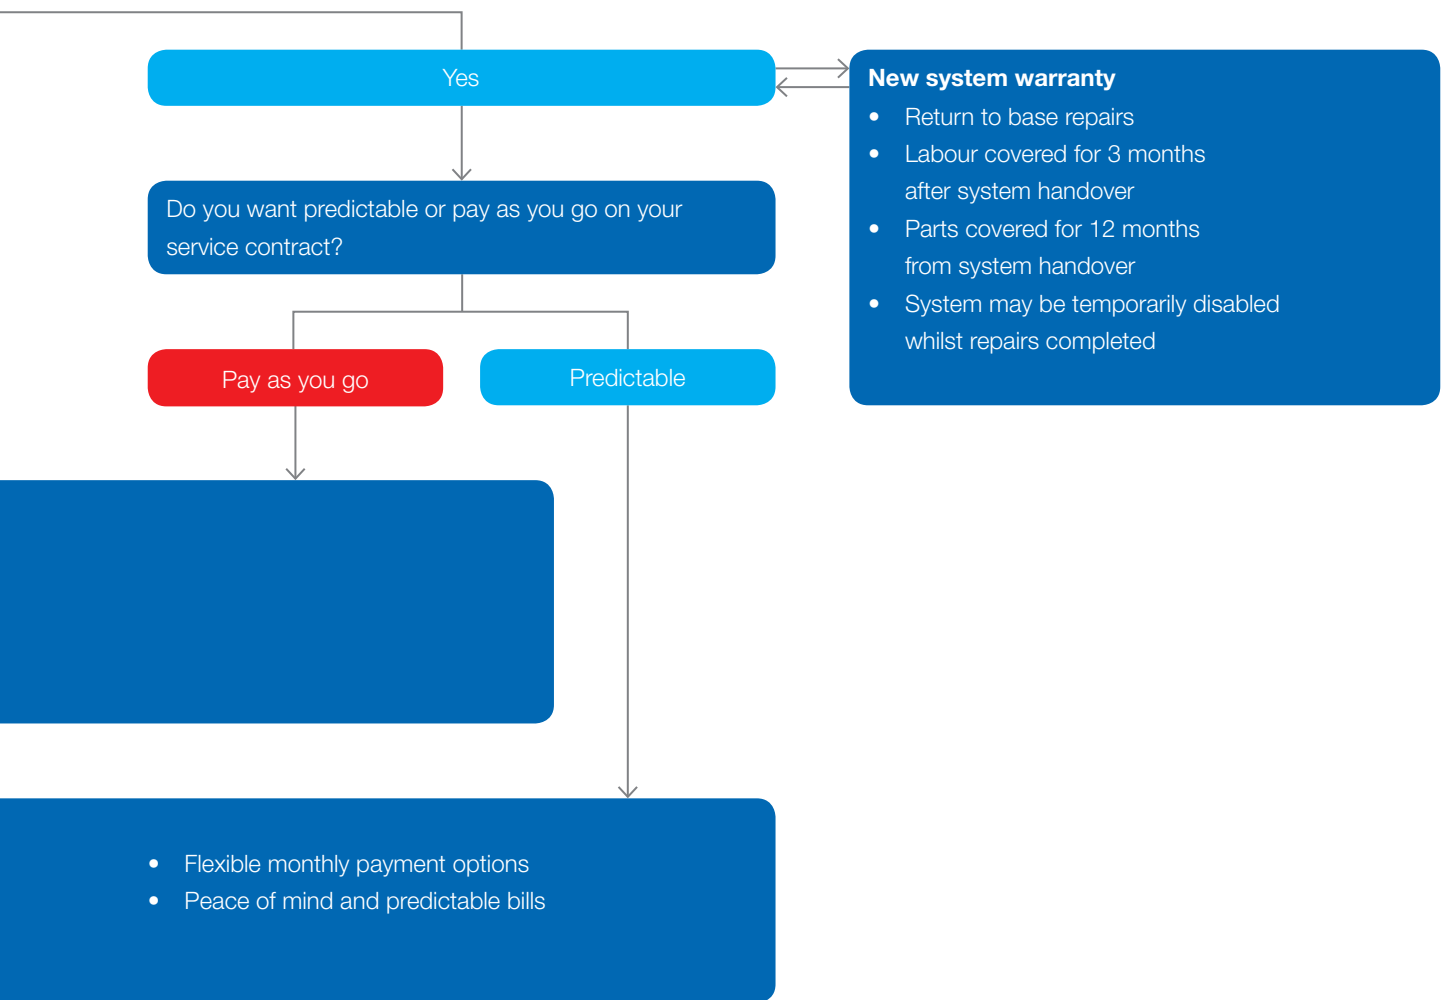 Yes
New system warranty
• Return to base repairs
• Labour covered for 3 months
after system handover
• Parts covered for 12 months
from system handover
• System may be temporarily disabled
whilst repairs completed
Do you want predictable or pay as you go on your
service contract?
Pay as you go
Predictable
• Flexible monthly payment options
• Peace of mind and predictable bills